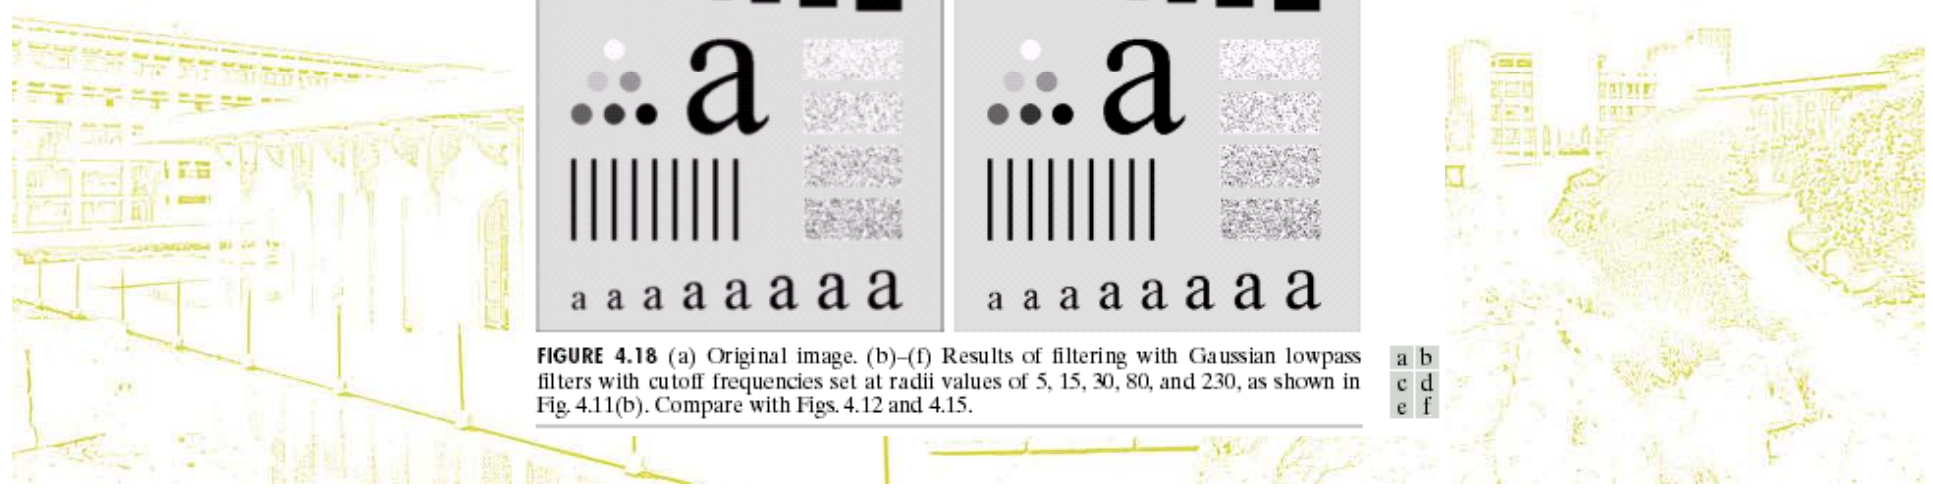 a a
a a a a a a a a a a a a a a a a
FIGURE 4.18 (a) Original image. (b)–(f) Results of filtering with Gaussian lowpass
filters with cutoff frequencies set at radii values of 5, 15, 30, 80, and 230, as shown in
Fig. 4.11(b). Compare with Figs. 4.12 and 4.15.
a b
c d
e f